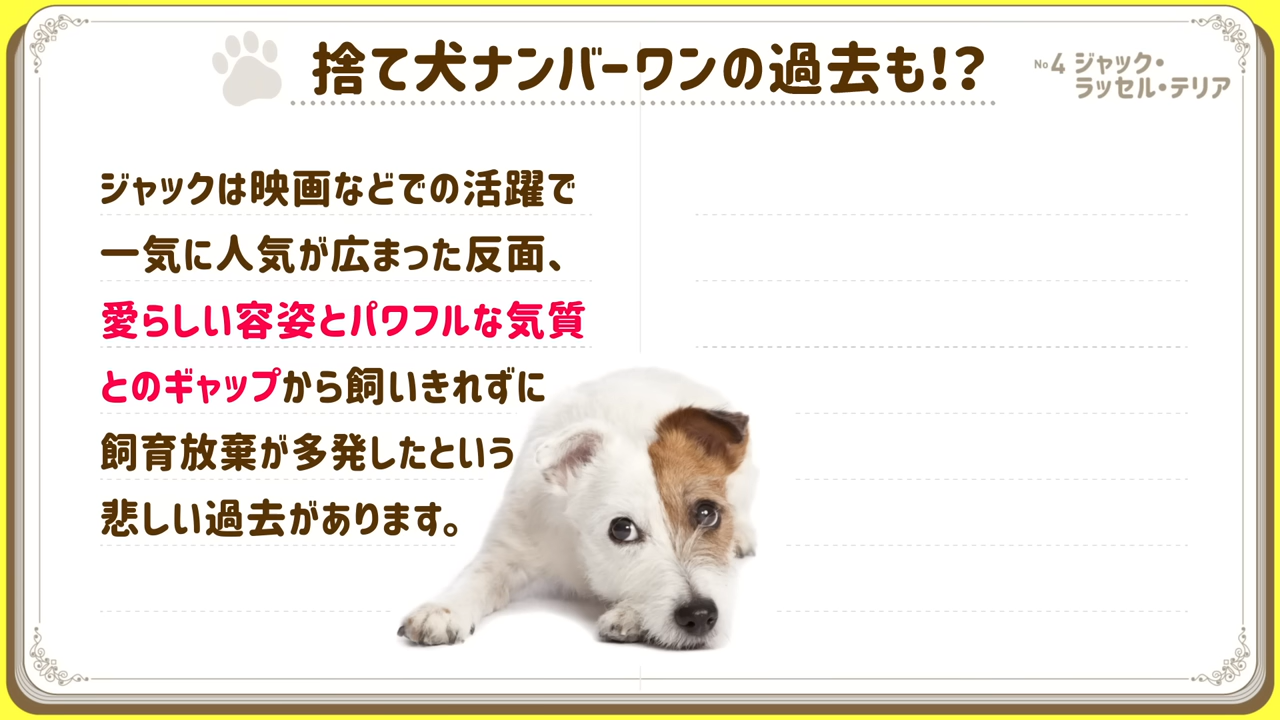 捨て犬ナンバーワンの過去も!?
No4 ジャック・
ラッセル・テリア
ジャックは映画などでの活躍で
一気に人気が広まった反面、
愛らしい容姿とパワフルな気質
とのギャップから飼いきれずに
飼育放棄が多発したという
悲しい過去があります。